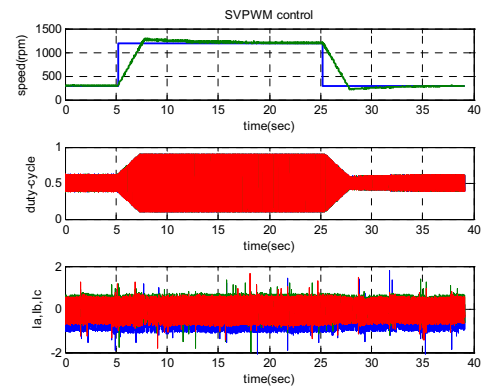 SVPWM control
speed(rpm)
1500
1000
500
0
0 5 10 15 20 25 30 35 40
time(sec)
duty-cycle
1
0.5
0
0 5 10 15 20 25 30 35 40
time(sec)
Ia,Ib,Ic
2
0
-2
0 5 10 15 20 25 30 35 40
time(sec)